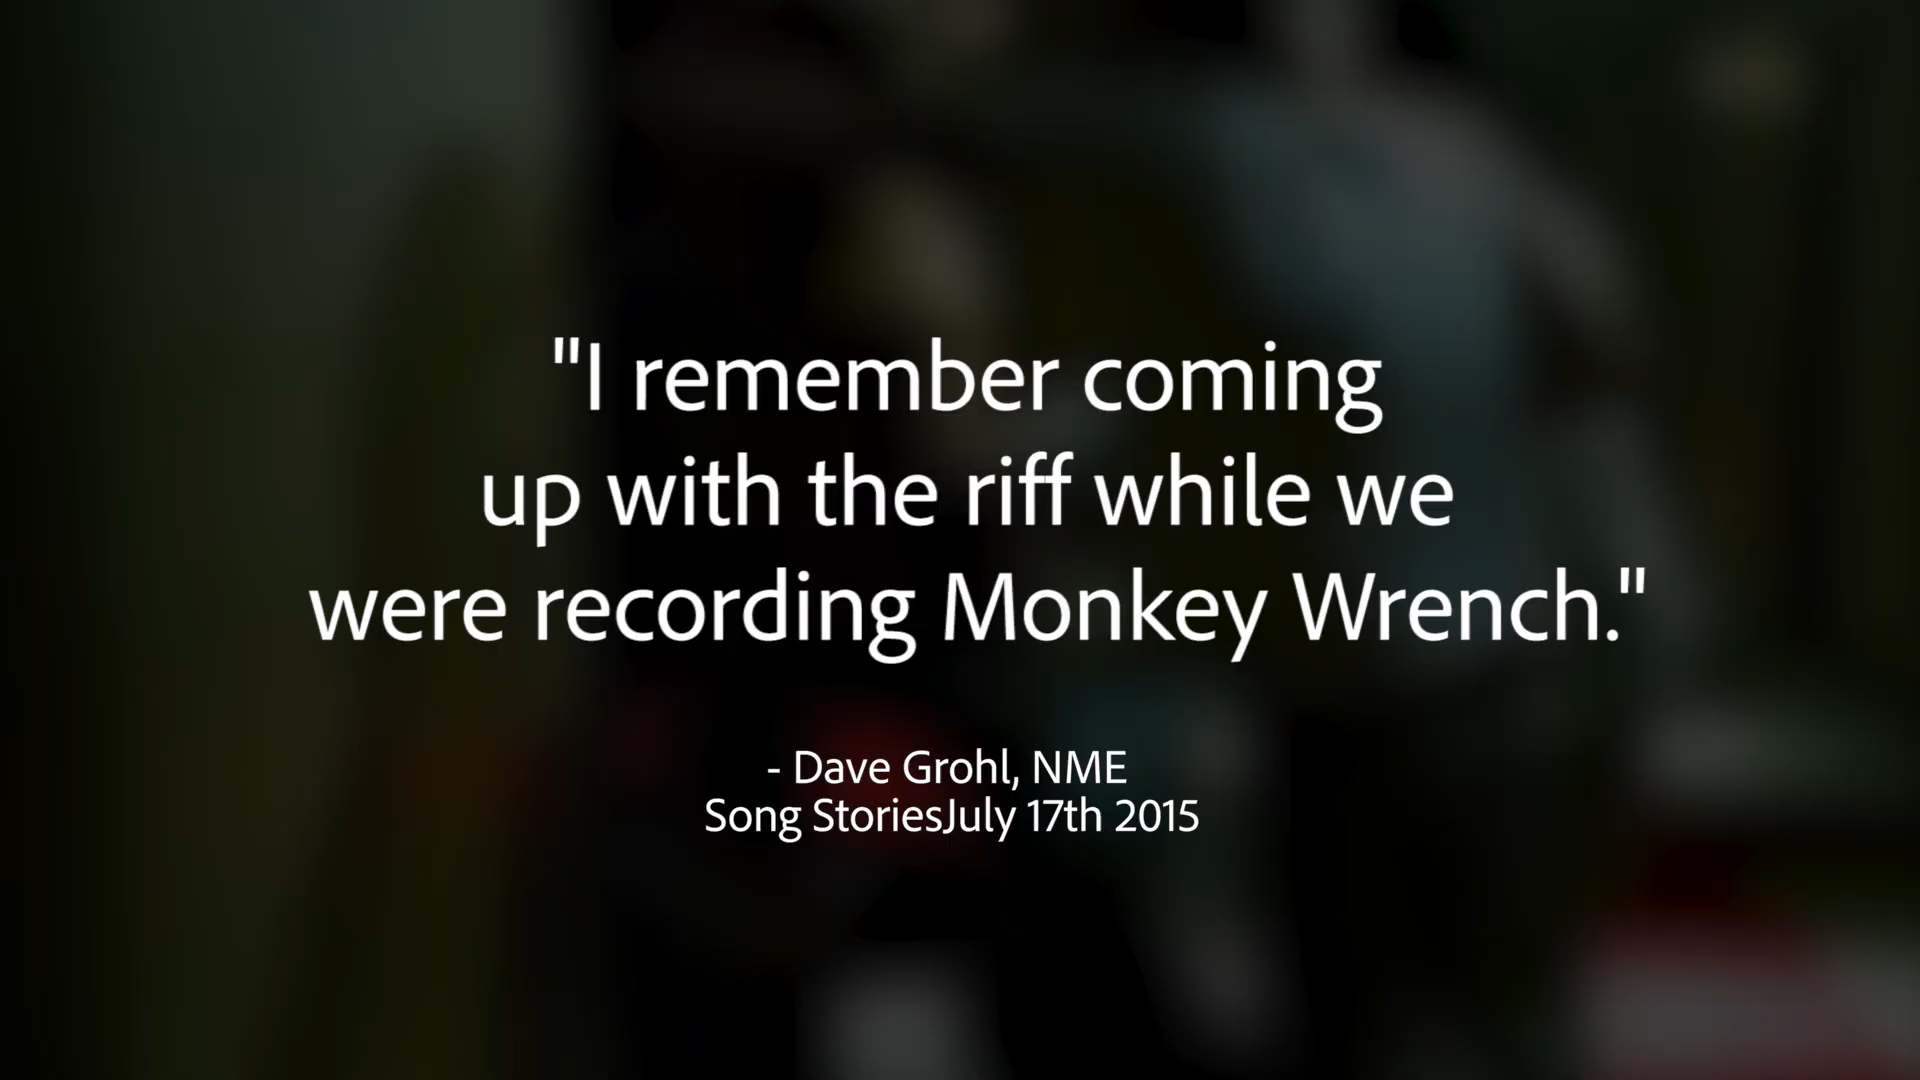 "I remember coming
up with the riff while we
were recording Monkey Wrench."
- Dave Grohl, NME
Song StoriesJuly 17th 2015